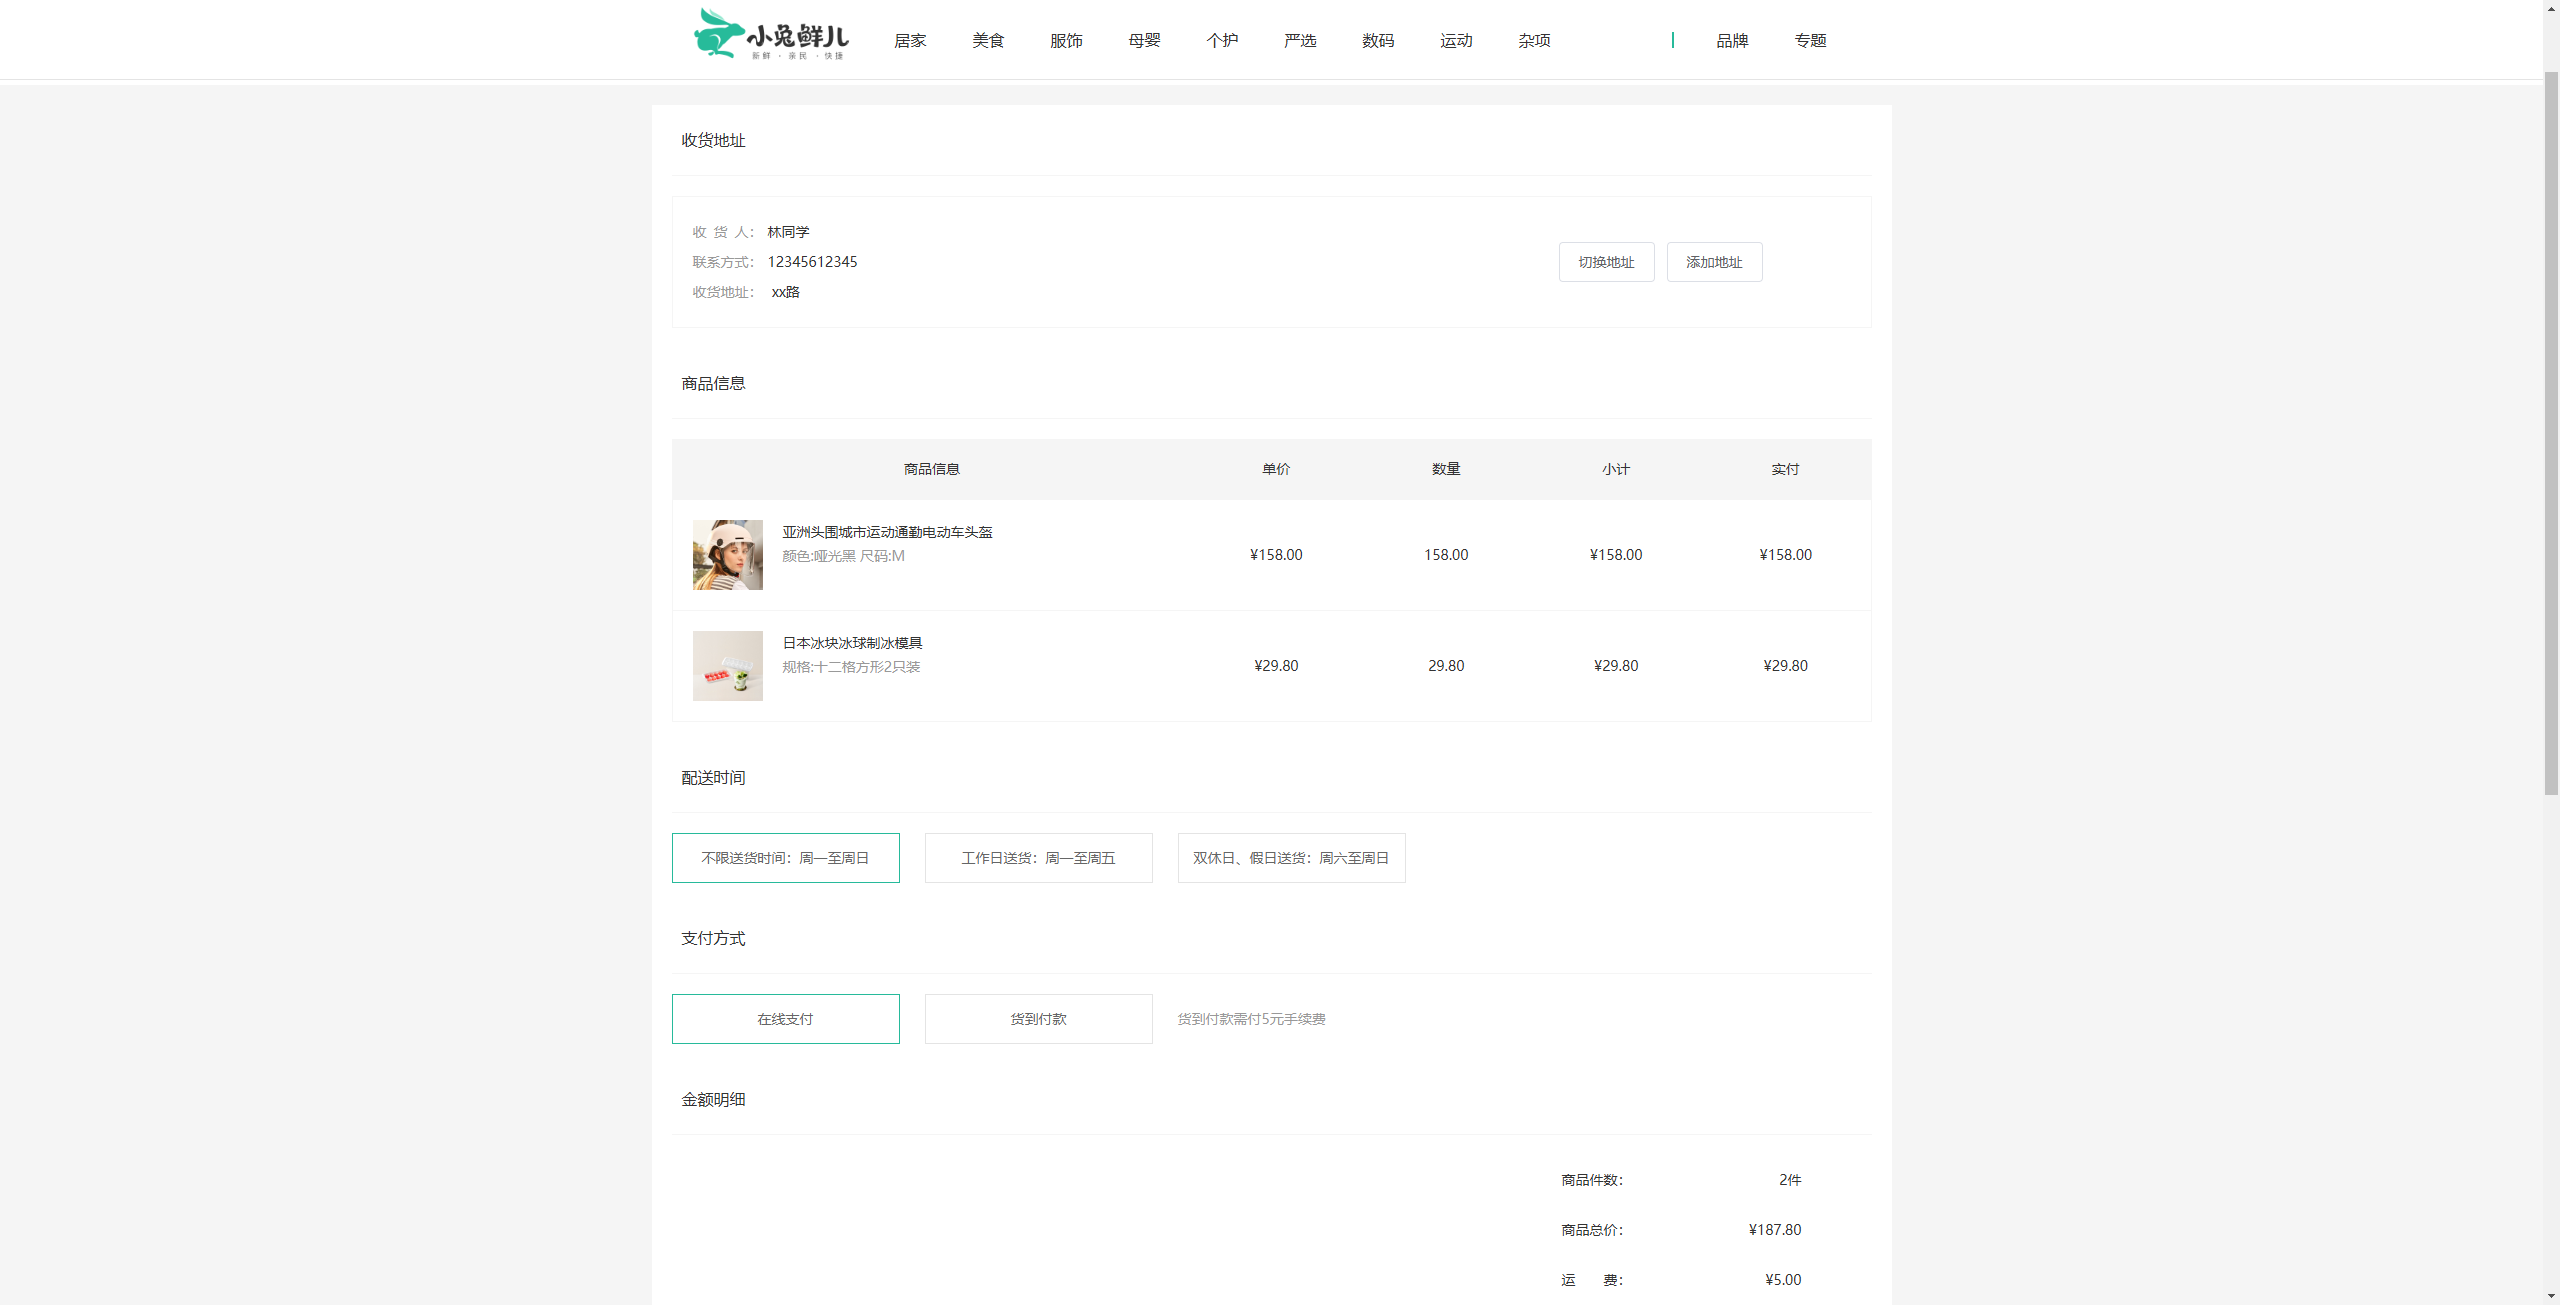 小兔鲜儿
新鲜 · 亲民 · 快捷
居家 美食 服饰 母婴 个护 严选 数码 运动 杂项 品牌 专题
收货地址
收 货 人： 林同学
联系方式： 12345612345
收货地址： xx路
切换地址 添加地址
商品信息
商品信息 单价 数量 小计 实付
亚洲头围城市运动通勤电动车头盔
颜色:哑光黑 尺码:M
¥158.00 158.00 ¥158.00 ¥158.00
日本冰块冰球制冰模具
规格:十二格方形2只装
¥29.80 29.80 ¥29.80 ¥29.80
配送时间
不限送货时间：周一至周日 工作日送货：周一至周五 双休日、假日送货：周六至周日
支付方式
在线支付 货到付款 货到付款需付5元手续费
金额明细
商品件数： 2件
商品总价： ¥187.80
运 费： ¥5.00